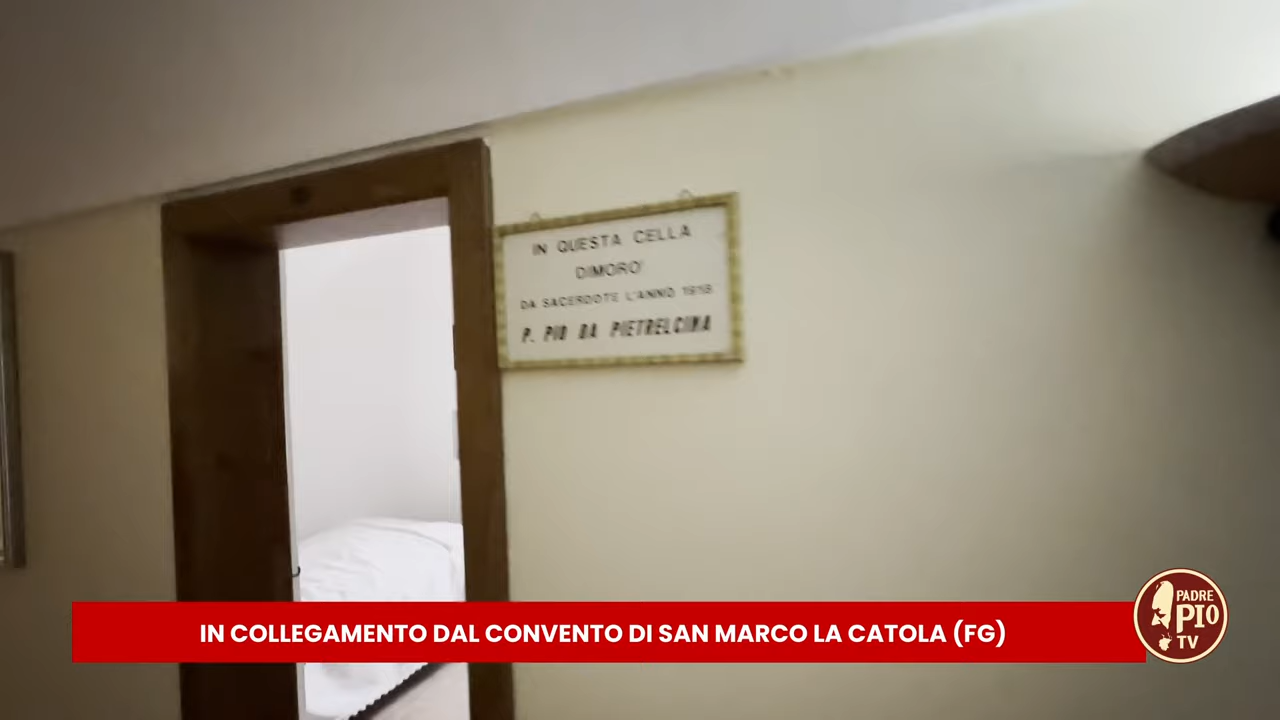 IN QUESTA CELLA
DIMORO'
DA SACERDOTE L'ANNO 1918
P. PIO DA PIETRELCINA
IN COLLEGAMENTO DAL CONVENTO DI SAN MARCO LA CATOLA (FG)
PADRE
PIO
TV